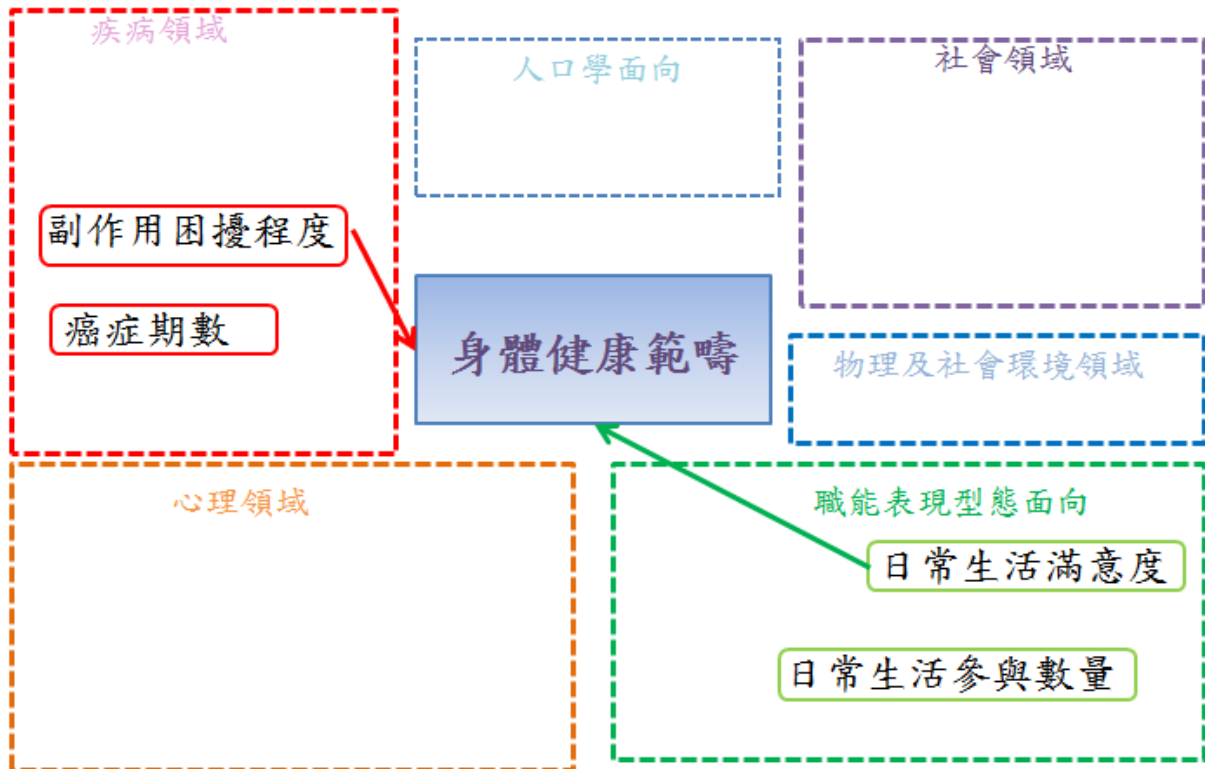 疾病領域
人口學面向
社會領域
副作用困擾程度
癌症期數
身體健康範疇
物理及社會環境領域
心理領域
職能表現型態面向
日常生活滿意度
日常生活參與數量